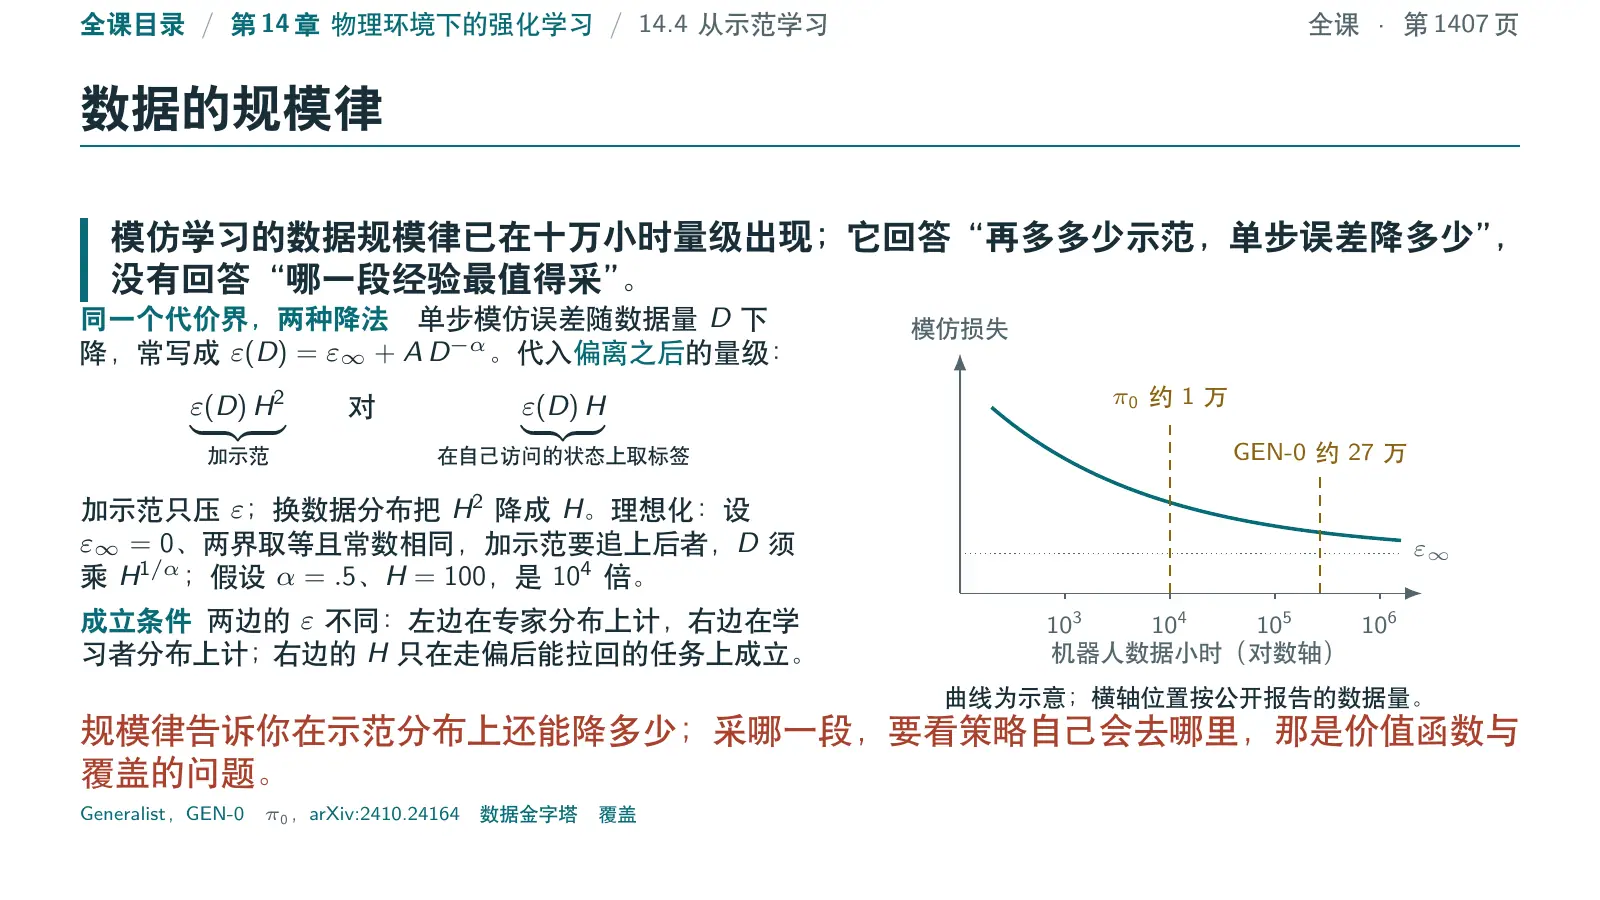 全课目录 / 第 14 章 物理环境下的强化学习 / 14.4 从示范学习
全课 · 第 1407 页
数据的规模律
模仿学习的数据规模律已在十万小时量级出现；它回答“再多多少示范，单步误差降多少”，
没有回答“哪一段经验最值得采”。
同一个代价界，两种降法 单步模仿误差随数据量 D 下
降，常写成 ε(D) = ε∞ + A D^{−α}。代入偏离之后的量级：
ε(D) H² 对 ε(D) H
加示范 在自己访问的状态上取标签
加示范只压 ε；换数据分布把 H² 降成 H。理想化：设
ε∞ = 0、两界取等且常数相同，加示范要追上后者，D 须
乘 H^{1/α}；假设 α = .5、H = 100，是 10⁴ 倍。
成立条件 两边的 ε 不同：左边在专家分布上计，右边在学
习者分布上计；右边的 H 只在走偏后能拉回的任务上成立。
模仿损失
π₀ 约 1 万
GEN-0 约 27 万
ε∞
10³ 10⁴ 10⁵ 10⁶
机器人数据小时（对数轴）
曲线为示意；横轴位置按公开报告的数据量。
规模律告诉你在示范分布上还能降多少；采哪一段，要看策略自己会去哪里，那是价值函数与
覆盖的问题。
Generalist，GEN-0 π₀，arXiv:2410.24164 数据金字塔 覆盖